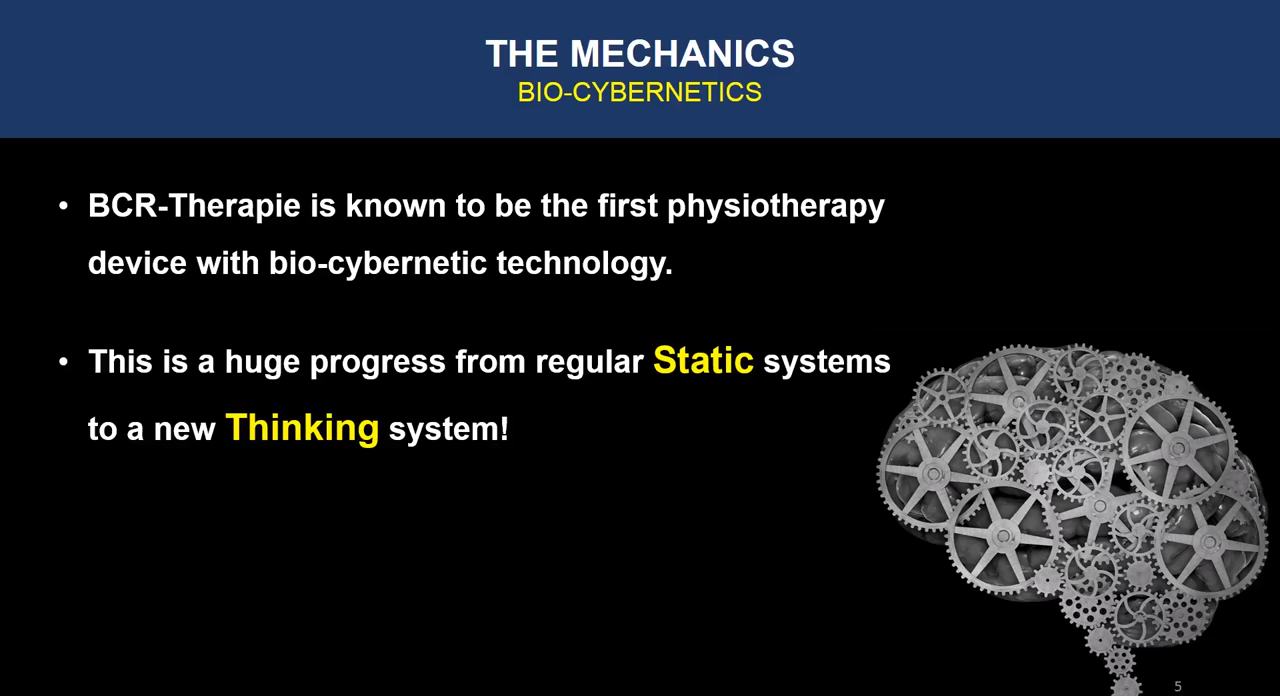 THE MECHANICS
BIO-CYBERNETICS
• BCR-Therapie is known to be the first physiotherapy
device with bio-cybernetic technology.
• This is a huge progress from regular Static systems
to a new Thinking system!
5